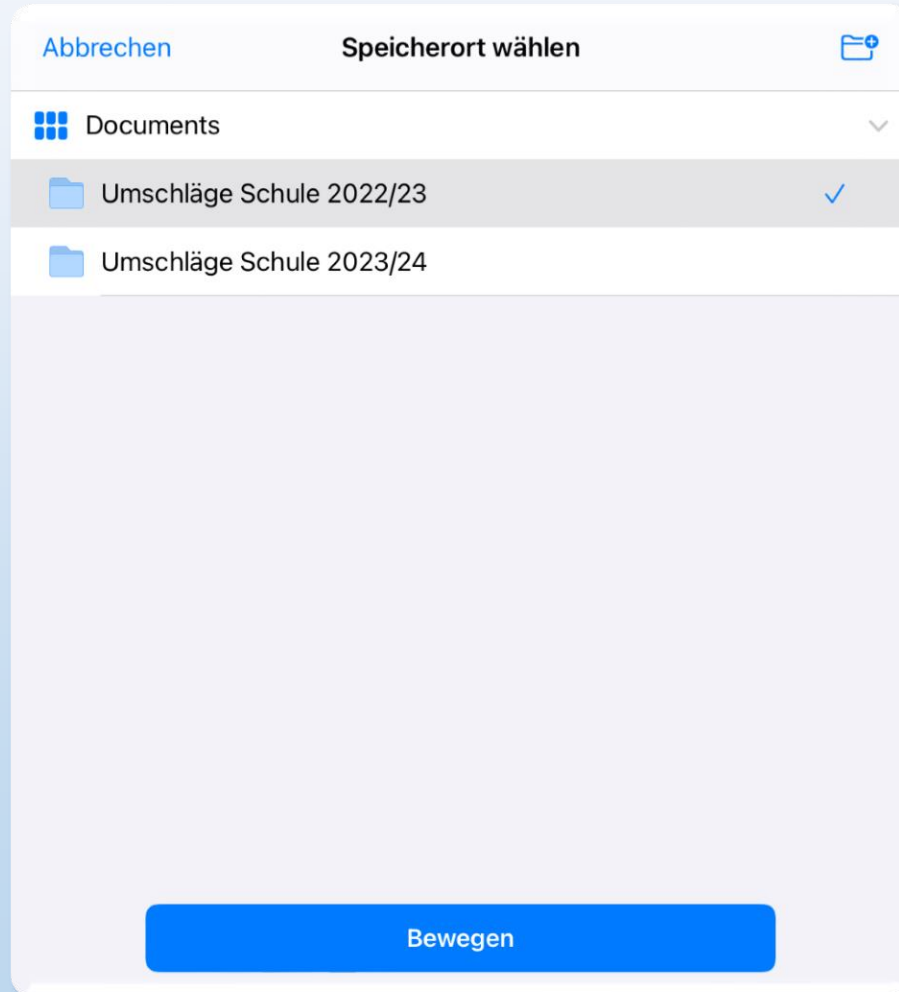 Abbrechen Speicherort wählen
Documents
Umschläge Schule 2022/23
Umschläge Schule 2023/24
Bewegen